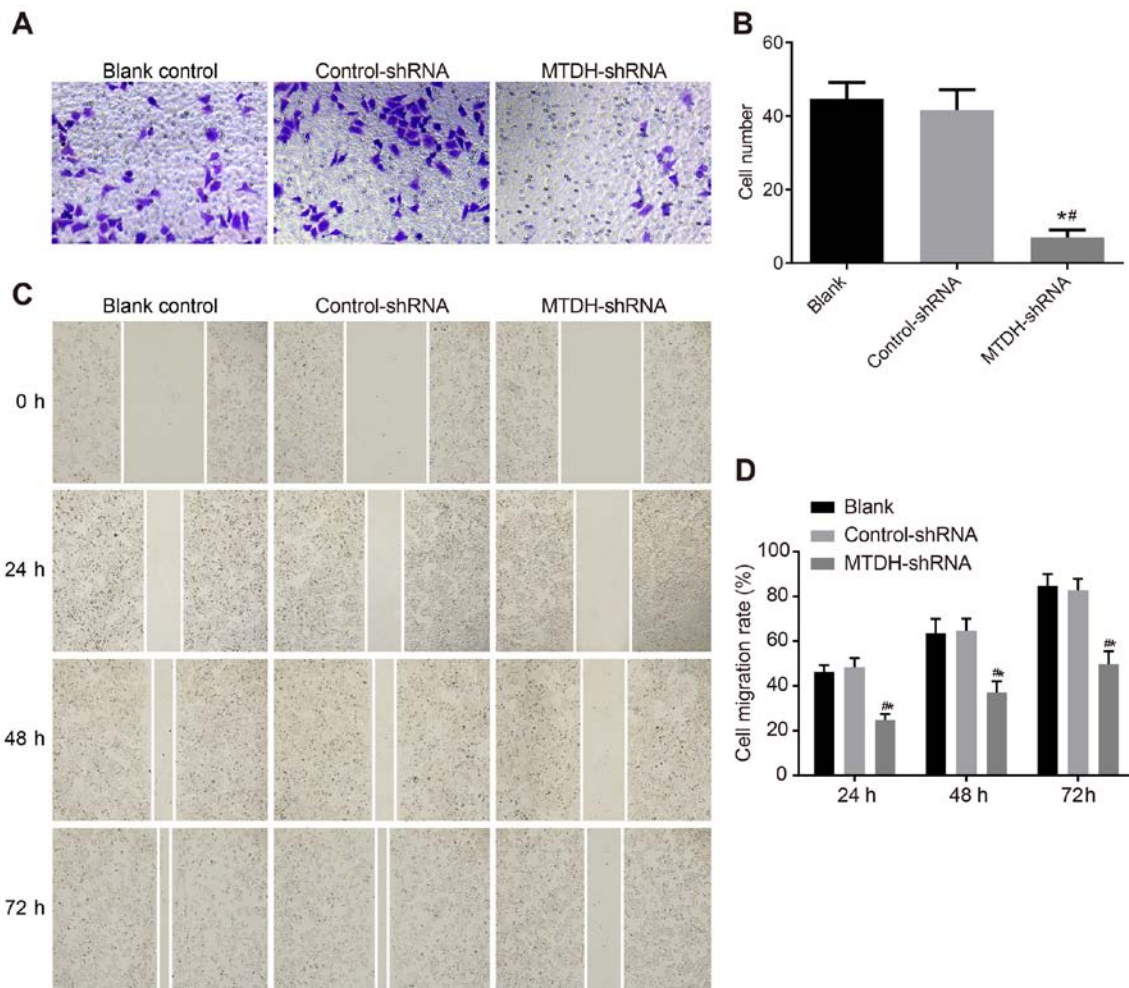 A
Blank control Control-shRNA MTDH-shRNA
B
Cell number
60
40
20
0
*#
Blank
Control-shRNA
MTDH-shRNA
C
Blank control Control-shRNA MTDH-shRNA
0 h
24 h
48 h
72 h
D
Blank
Control-shRNA
MTDH-shRNA
Cell migration rate (%)
100
80
60
40
20
0
#*
#*
#*
24 h 48 h 72h